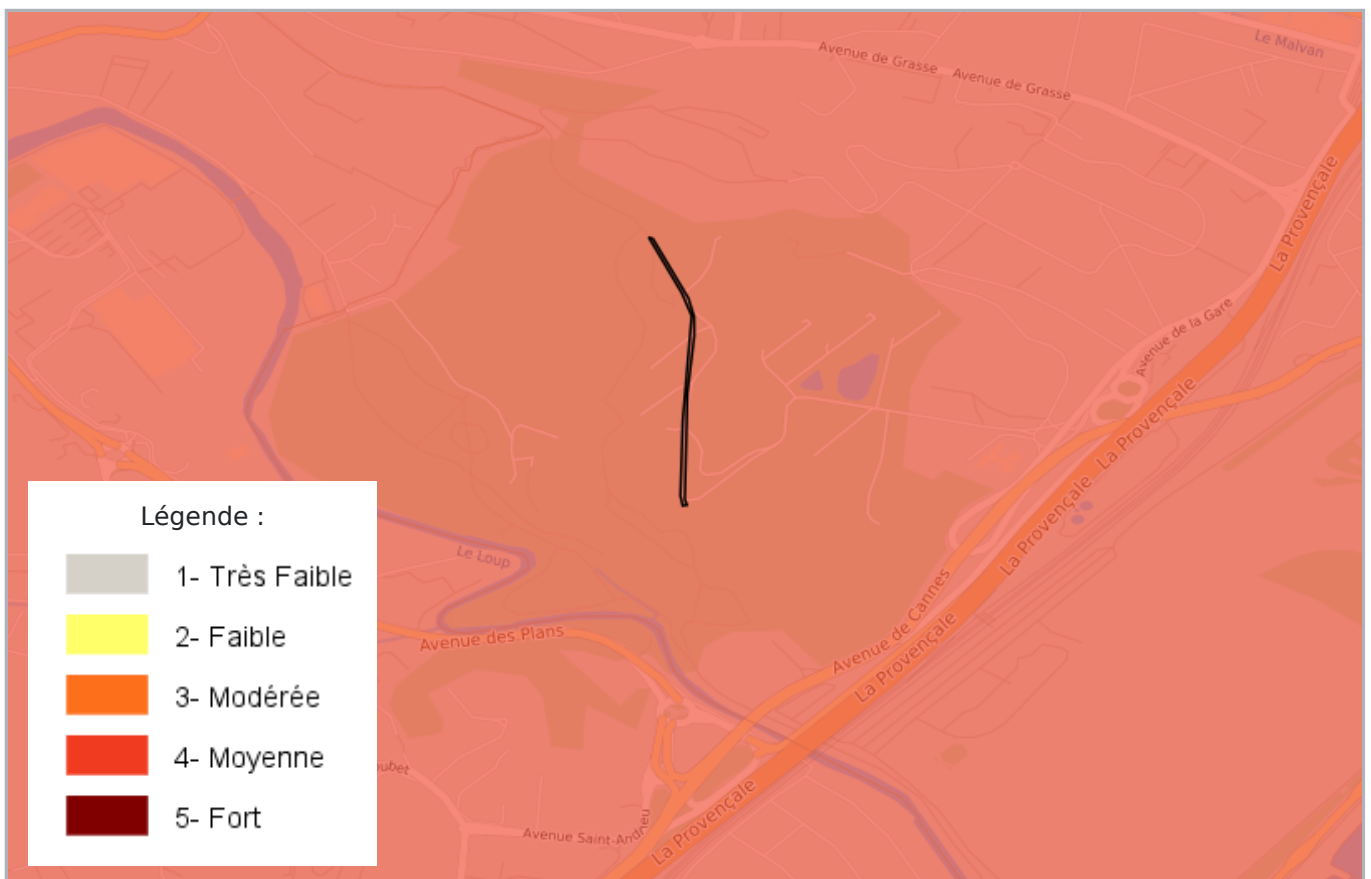 Le Malvan
Avenue de Grasse
Avenue de Grasse
La Provençale
Avenue de la Gare
La Provençale
La Provençale
Le Loup
Avenue des Plans
Avenue de Cannes
La Provençale
oubet
Avenue Saint-Andrieu
La Provençale
Légende :
1- Très Faible
2- Faible
3- Modérée
4- Moyenne
5- Fort